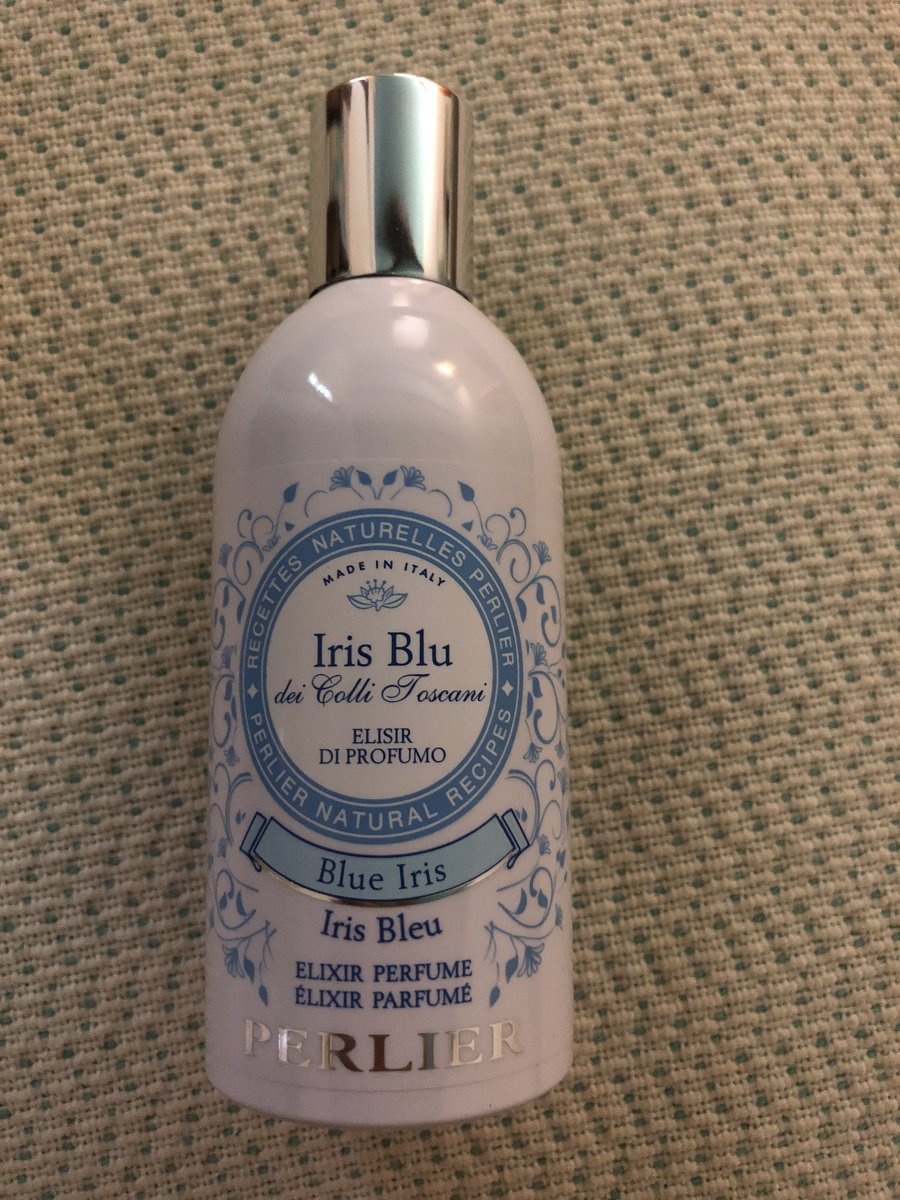 RECETTES NATURELLES PERLIER
MADE IN ITALY
Iris Blu
dei Colli Toscani
ELISIR
DI PROFUMO
PERLIER NATURAL RECIPES
Blue Iris
Iris Bleu
ELIXIR PERFUME
ÉLIXIR PARFUMÉ
PERLIER